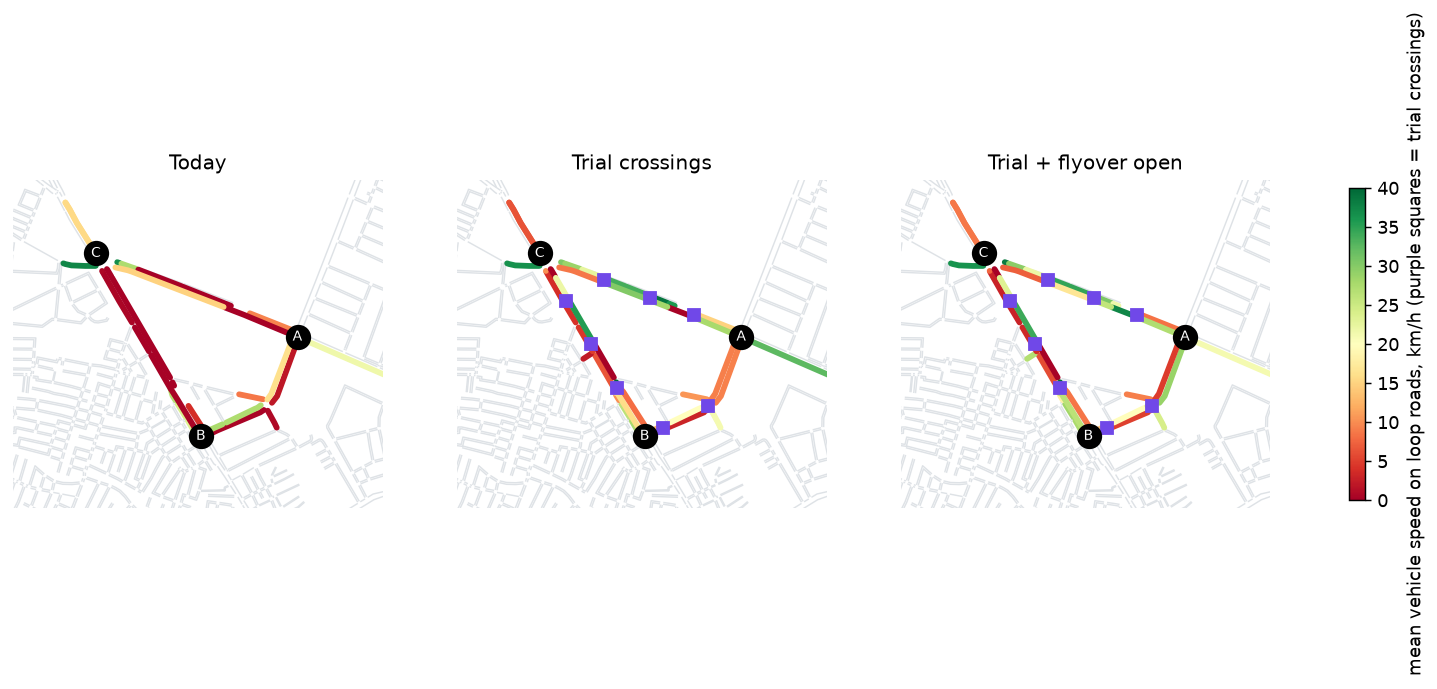 Today
Trial crossings
Trial + flyover open
C
A
B
C
A
B
C
A
B
40
35
30
25
20
15
10
5
0
mean vehicle speed on loop roads, km/h (purple squares = trial crossings)